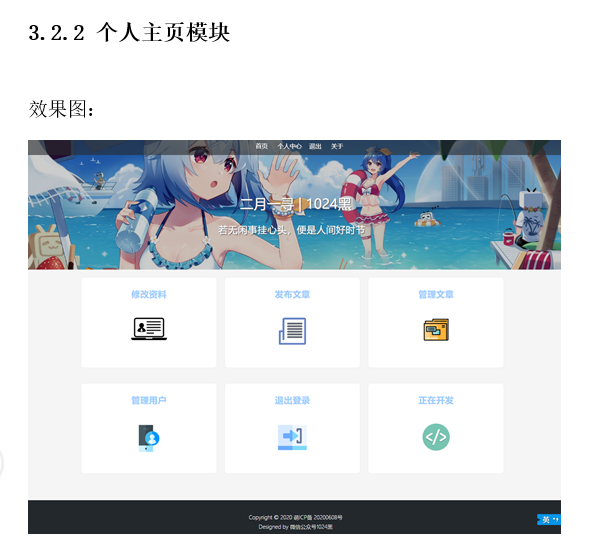 3.2.2 个人主页模块
效果图：
首页 个人中心 退出 关于
二月一寻 | 1024黑
若无闲事挂心头，便是人间好时节
修改资料 发布文章 管理文章
管理用户 退出登录 正在开发
Copyright © 2020 萌ICP备 20200608号
Designed by 微信公众号1024黑
英